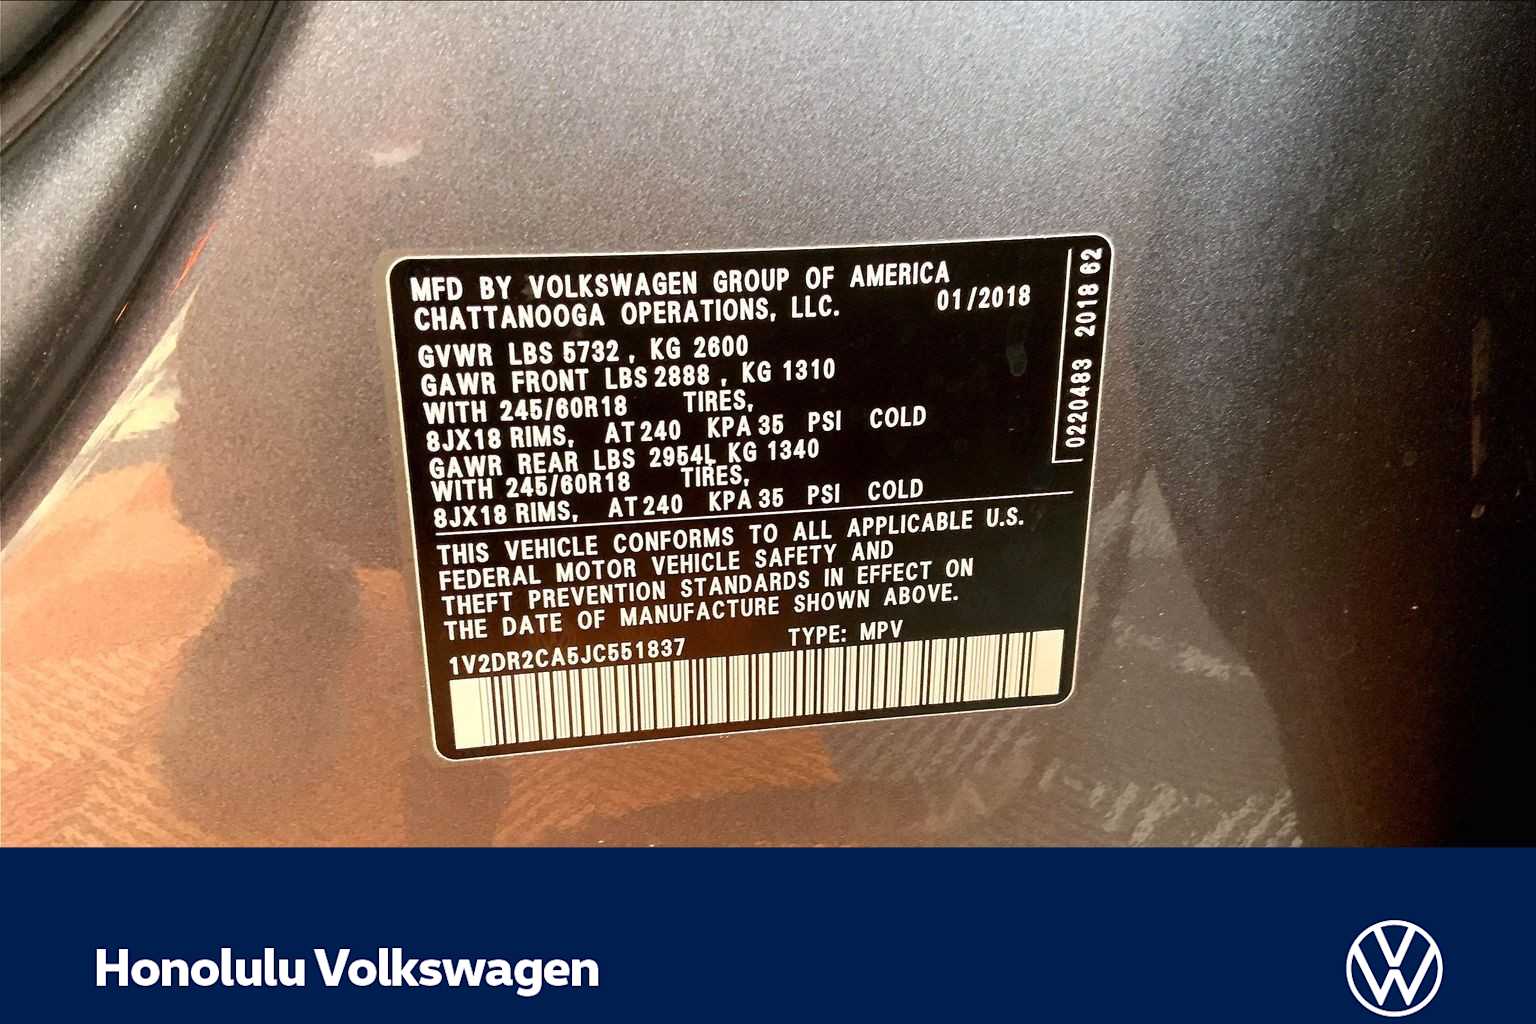 MFD BY VOLKSWAGEN GROUP OF AMERICA
CHATTANOOGA OPERATIONS, LLC. 01/2018
GVWR LBS 5732 , KG 2600
GAWR FRONT LBS 2888 , KG 1310
WITH 245/60R18 TIRES,
8JX18 RIMS, AT 240 KPA 35 PSI COLD
GAWR REAR LBS 2954L KG 1340
WITH 245/60R18 TIRES,
8JX18 RIMS, AT 240 KPA 35 PSI COLD
THIS VEHICLE CONFORMS TO ALL APPLICABLE U.S.
FEDERAL MOTOR VEHICLE SAFETY AND
THEFT PREVENTION STANDARDS IN EFFECT ON
THE DATE OF MANUFACTURE SHOWN ABOVE.
1V2DR2CA5JC551837 TYPE: MPV
0220483 2018 62
Honolulu Volkswagen